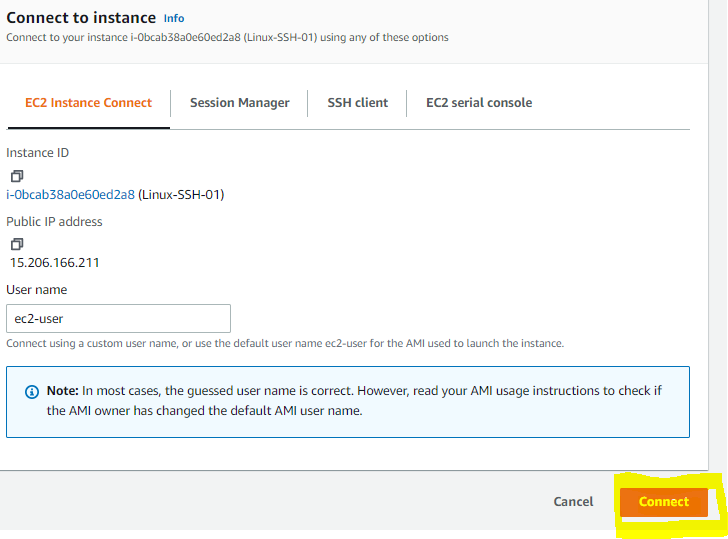 Connect to instance Info
Connect to your instance i-0bcab38a0e60ed2a8 (Linux-SSH-01) using any of these options
EC2 Instance Connect Session Manager SSH client EC2 serial console
Instance ID
i-0bcab38a0e60ed2a8 (Linux-SSH-01)
Public IP address
15.206.166.211
User name
ec2-user
Connect using a custom user name, or use the default user name ec2-user for the AMI used to launch the instance.
Note: In most cases, the guessed user name is correct. However, read your AMI usage instructions to check if
the AMI owner has changed the default AMI user name.
Cancel Connect